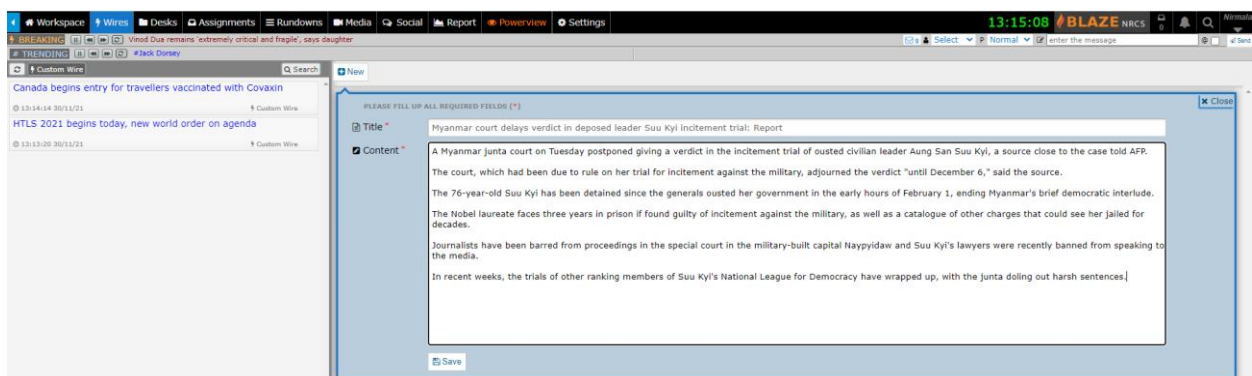 Workspace Wires Desks Assignments Rundowns Media Social Report Powerview Settings 13:15:08 BLAZE NRCS 0 Nirmala
BREAKING Vinod Dua remains 'extremely critical and fragile', says daughter 0 Select P Normal enter the message @ Send
# TRENDING #Jack Dorsey
Custom Wire Search New
Canada begins entry for travellers vaccinated with Covaxin
13:14:14 30/11/21 Custom Wire
HTLS 2021 begins today, new world order on agenda
13:13:20 30/11/21 Custom Wire
Close
PLEASE FILL UP ALL REQUIRED FIELDS (*)
Title * Myanmar court delays verdict in deposed leader Suu Kyi incitement trial: Report
Content * A Myanmar junta court on Tuesday postponed giving a verdict in the incitement trial of ousted civilian leader Aung San Suu Kyi, a source close to the case told AFP.
The court, which had been due to rule on her trial for incitement against the military, adjourned the verdict "until December 6," said the source.
The 76-year-old Suu Kyi has been detained since the generals ousted her government in the early hours of February 1, ending Myanmar's brief democratic interlude.
The Nobel laureate faces three years in prison if found guilty of incitement against the military, as well as a catalogue of other charges that could see her jailed for
decades.
Journalists have been barred from proceedings in the special court in the military-built capital Naypyidaw and Suu Kyi's lawyers were recently banned from speaking to
the media.
In recent weeks, the trials of other ranking members of Suu Kyi's National League for Democracy have wrapped up, with the junta doling out harsh sentences.
Save